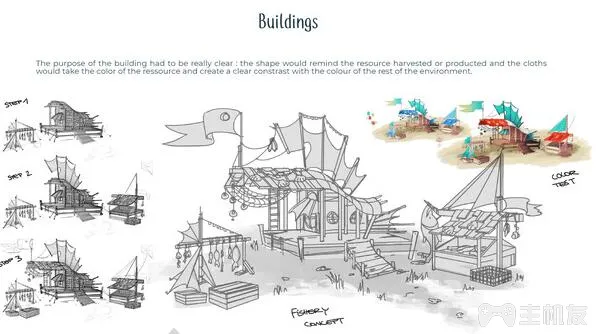 Buildings
The purpose of the building had to be really clear : the shape would remind the resource harvested or producted and the cloths
would take the color of the ressource and create a clear constrast with the colour of the rest of the environment.
STEP 1
STEP 2
STEP 3
COLOR
TEST
FISHERY
CONCEPT
主机友